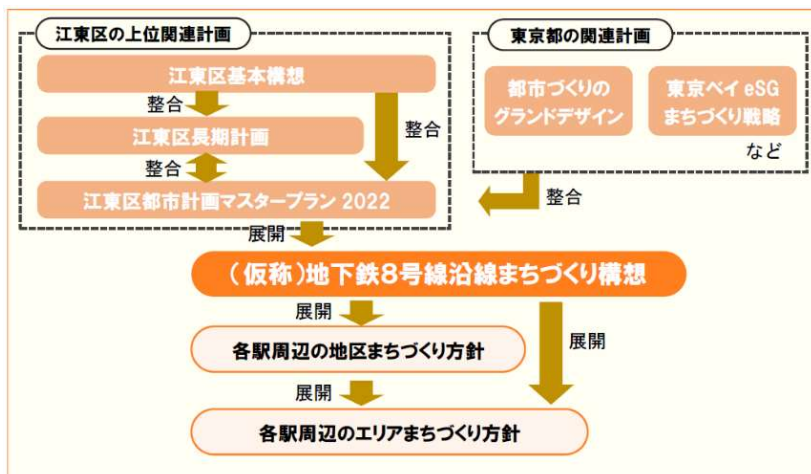 江東区の上位関連計画
江東区基本構想
整合
江東区長期計画
整合
整合
江東区都市計画マスタープラン 2022
東京都の関連計画
都市づくりの
グランドデザイン
東京ベイ eSG
まちづくり戦略
など
整合
展開
(仮称)地下鉄8号線沿線まちづくり構想
展開
各駅周辺の地区まちづくり方針
展開
展開
各駅周辺のエリアまちづくり方針